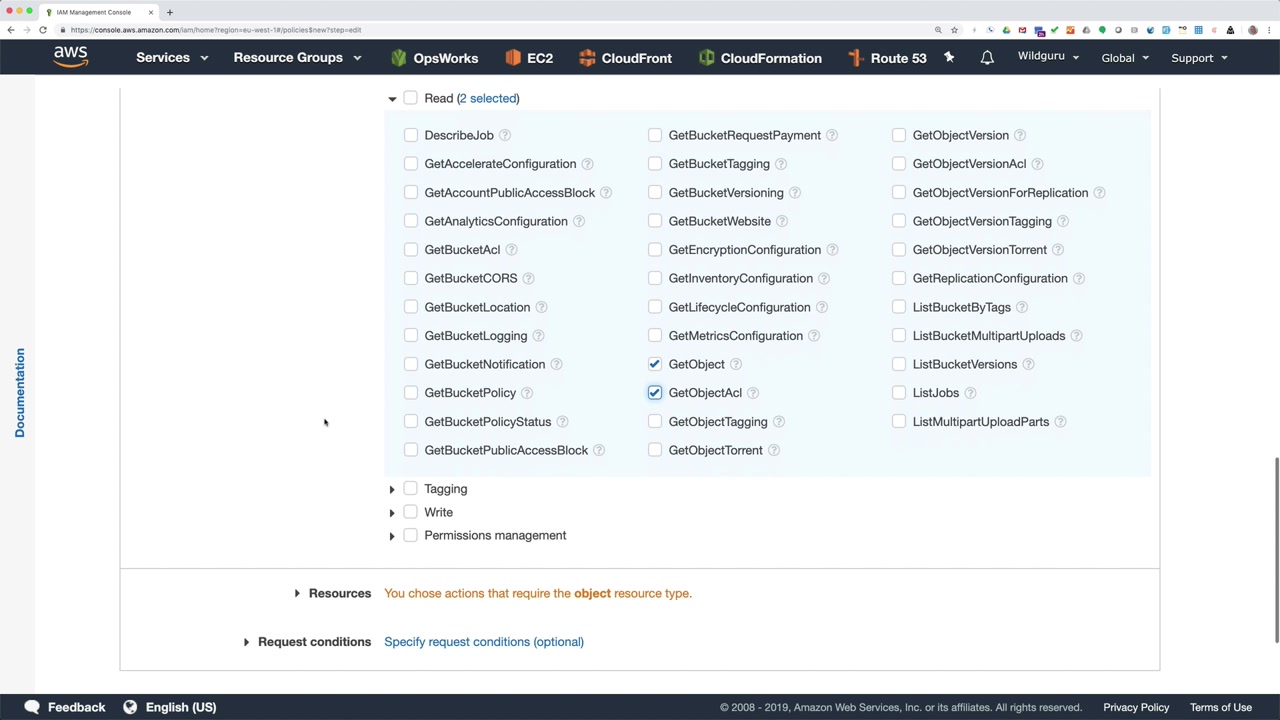 IAM Management Console
https://console.aws.amazon.com/iam/home?region=eu-west-1#/policies$new?step=edit
aws Services Resource Groups OpsWorks EC2 CloudFront CloudFormation Route 53 Wildguru Global Support
Read (2 selected)
DescribeJob GetBucketRequestPayment GetObjectVersion
GetAccelerateConfiguration GetBucketTagging GetObjectVersionAcl
GetAccountPublicAccessBlock GetBucketVersioning GetObjectVersionForReplication
GetAnalyticsConfiguration GetBucketWebsite GetObjectVersionTagging
GetBucketAcl GetEncryptionConfiguration GetObjectVersionTorrent
GetBucketCORS GetInventoryConfiguration GetReplicationConfiguration
GetBucketLocation GetLifecycleConfiguration ListBucketByTags
GetBucketLogging GetMetricsConfiguration ListBucketMultipartUploads
GetBucketNotification GetObject ListBucketVersions
GetBucketPolicy GetObjectAcl ListJobs
GetBucketPolicyStatus GetObjectTagging ListMultipartUploadParts
GetBucketPublicAccessBlock GetObjectTorrent
Tagging
Write
Permissions management
Documentation
Resources You chose actions that require the object resource type.
Request conditions Specify request conditions (optional)
Feedback English (US) © 2008 - 2019, Amazon Web Services, Inc. or its affiliates. All rights reserved. Privacy Policy Terms of Use